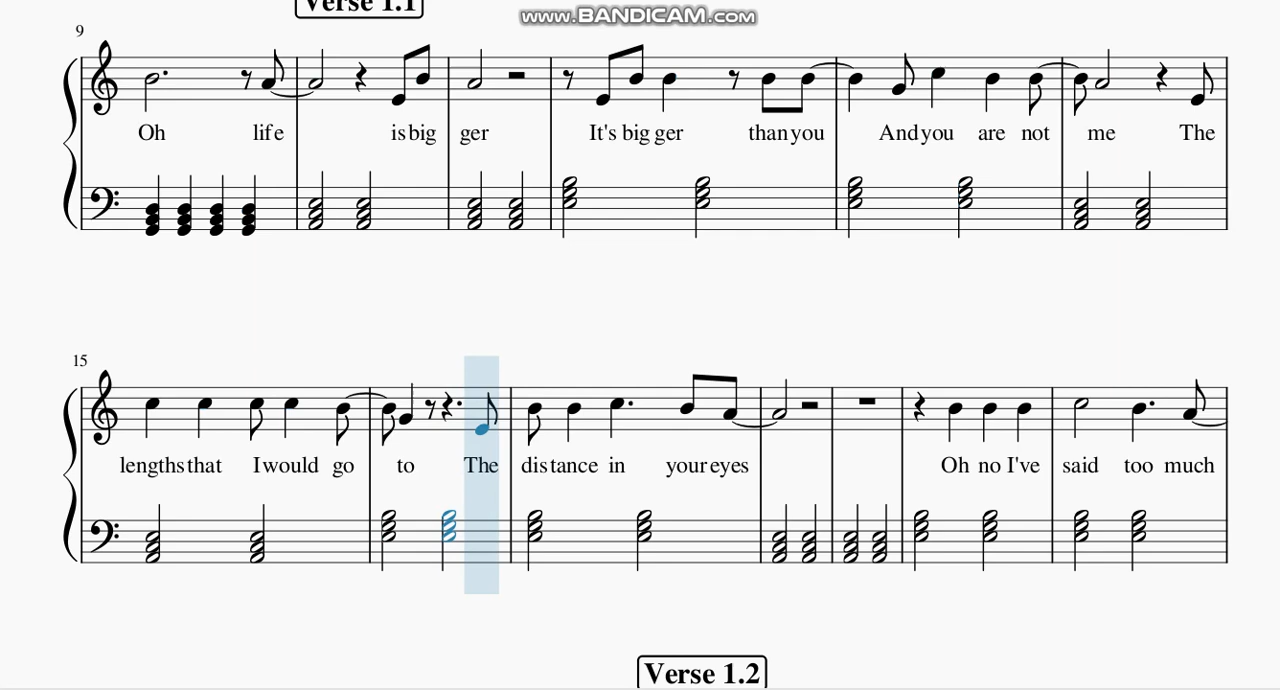 Verse 1.1
www.BANDICAM.com
9
Oh life is big ger It's big ger than you And you are not me The
15
lengths that I would go to The dis tance in your eyes Oh no I've said too much
Verse 1.2